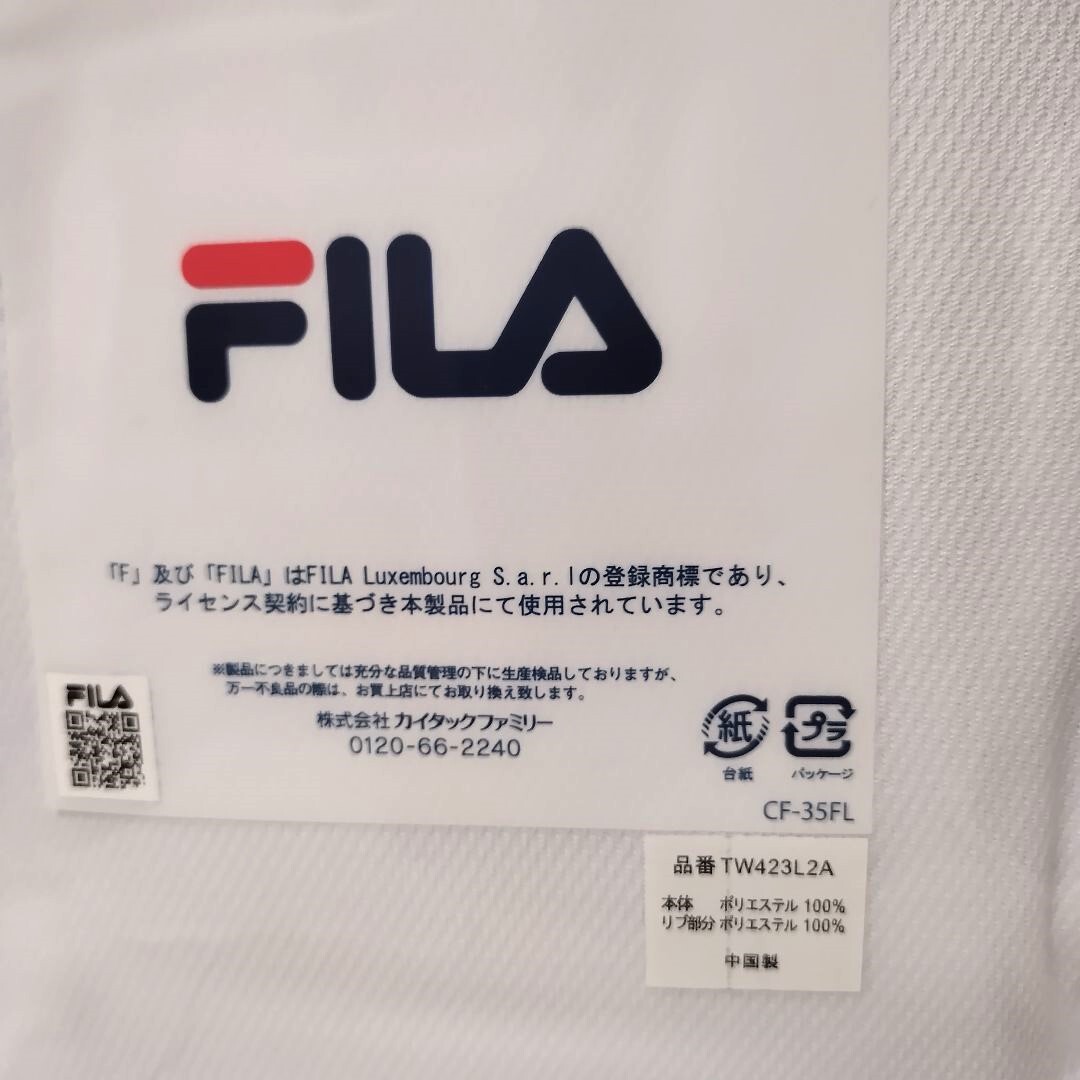 FILA
「F」及び「FILA」はFILA Luxembourg S.a.r.lの登録商標であり、
ライセンス契約に基づき本製品にて使用されています。
※製品につきましては充分な品質管理の下に生産検品しておりますが、
万一不良品の際は、お買上店にてお取り換え致します。
株式会社カイタックファミリー
0120-66-2240
FILA
紙
台紙
プラ
パッケージ
CF-35FL
品番 TW423L2A
本体 ポリエステル 100%
リブ部分 ポリエステル 100%
中国製